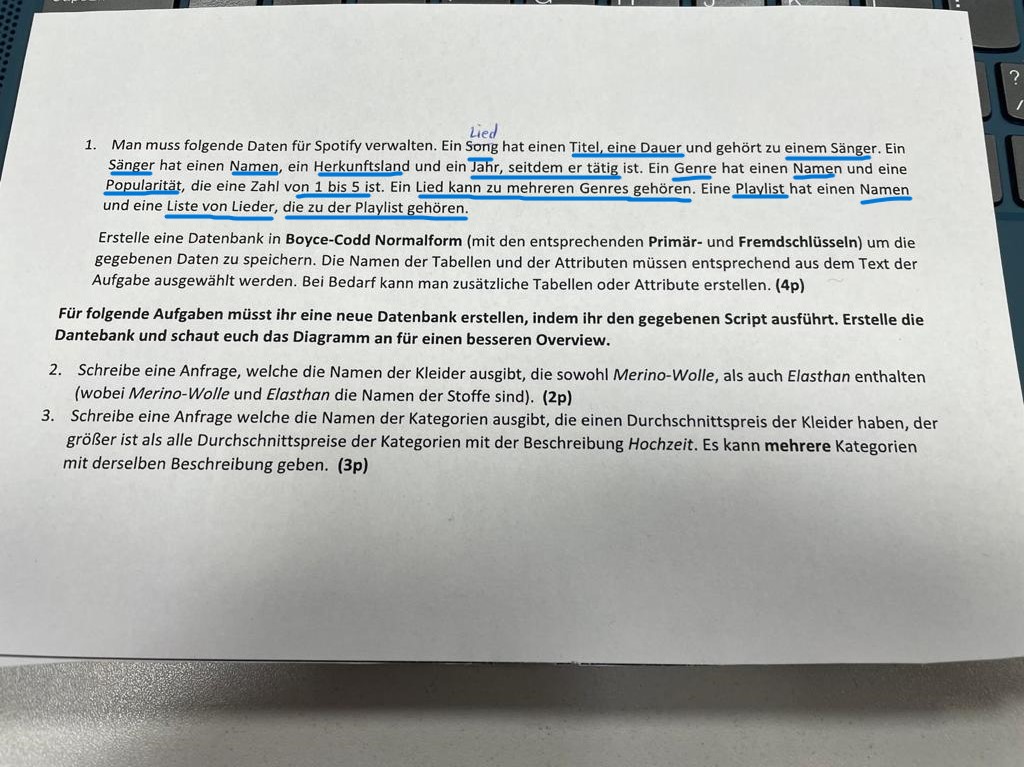 Lied
1. Man muss folgende Daten für Spotify verwalten. Ein Song hat einen Titel, eine Dauer und gehört zu einem Sänger. Ein
Sänger hat einen Namen, ein Herkunftsland und ein Jahr, seitdem er tätig ist. Ein Genre hat einen Namen und eine
Popularität, die eine Zahl von 1 bis 5 ist. Ein Lied kann zu mehreren Genres gehören. Eine Playlist hat einen Namen
und eine Liste von Lieder, die zu der Playlist gehören.
Erstelle eine Datenbank in Boyce-Codd Normalform (mit den entsprechenden Primär- und Fremdschlüsseln) um die
gegebenen Daten zu speichern. Die Namen der Tabellen und der Attributen müssen entsprechend aus dem Text der
Aufgabe ausgewählt werden. Bei Bedarf kann man zusätzliche Tabellen oder Attribute erstellen. (4p)
Für folgende Aufgaben müsst ihr eine neue Datenbank erstellen, indem ihr den gegebenen Script ausführt. Erstelle die
Dantebank und schaut euch das Diagramm an für einen besseren Overview.
2. Schreibe eine Anfrage, welche die Namen der Kleider ausgibt, die sowohl Merino-Wolle, als auch Elasthan enthalten
(wobei Merino-Wolle und Elasthan die Namen der Stoffe sind). (2p)
3. Schreibe eine Anfrage welche die Namen der Kategorien ausgibt, die einen Durchschnittspreis der Kleider haben, der
größer ist als alle Durchschnittspreise der Kategorien mit der Beschreibung Hochzeit. Es kann mehrere Kategorien
mit derselben Beschreibung geben. (3p)